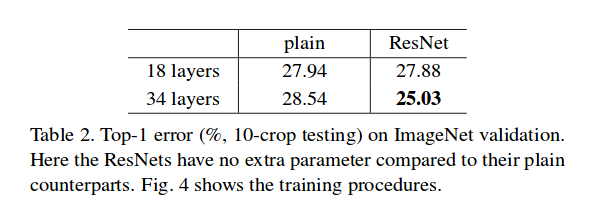 plain ResNet
18 layers 27.94 27.88
34 layers 28.54 25.03
Table 2. Top-1 error (%, 10-crop testing) on ImageNet validation.
Here the ResNets have no extra parameter compared to their plain
counterparts. Fig. 4 shows the training procedures.